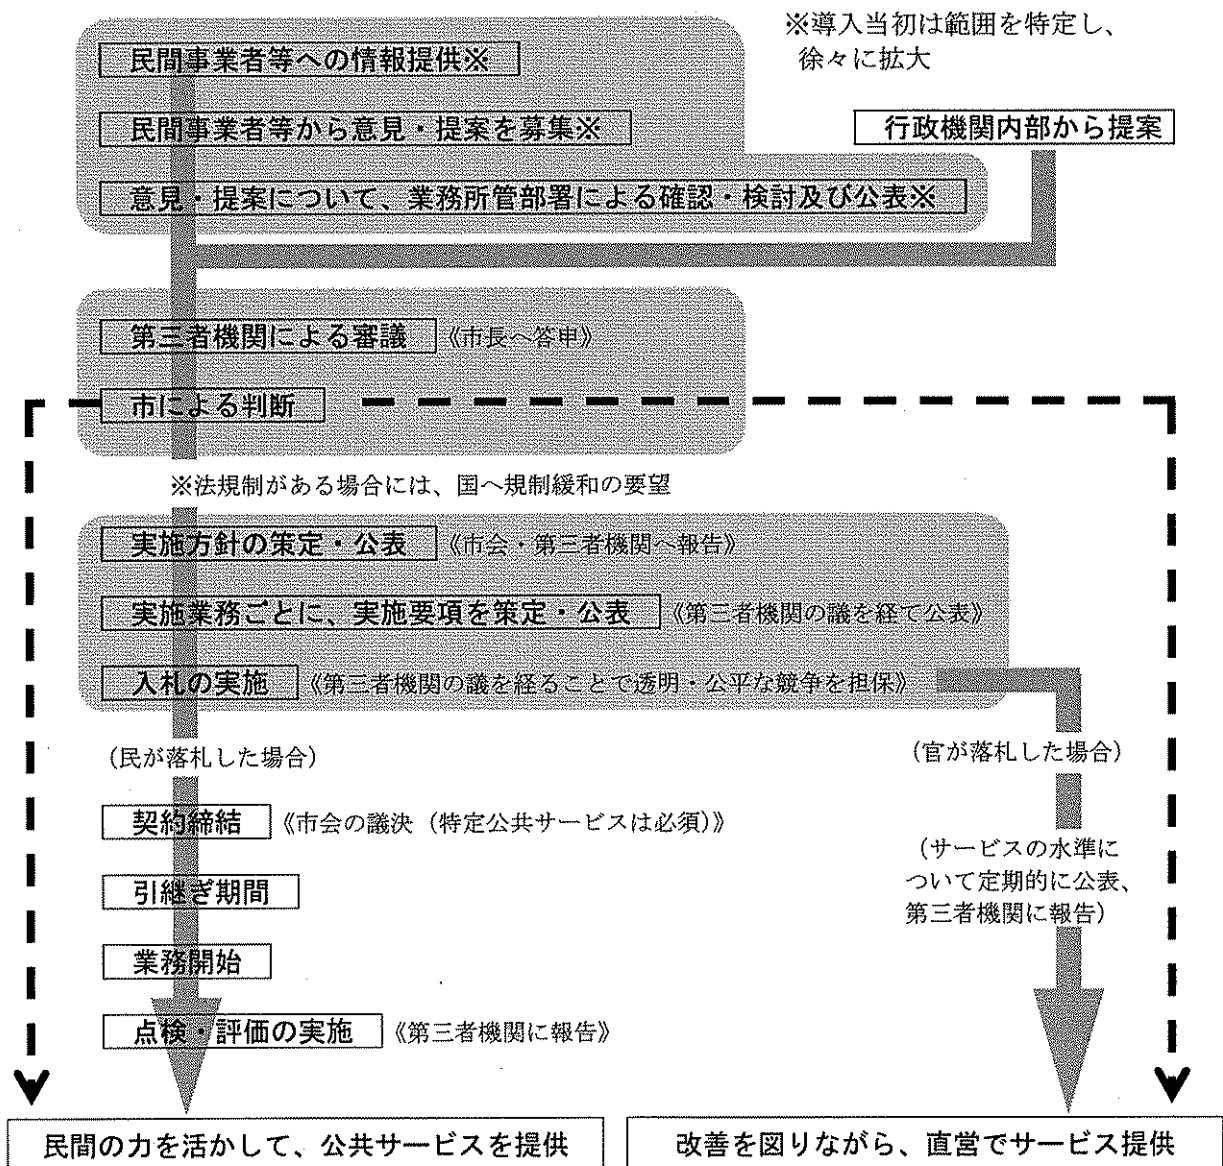 ※導入当初は範囲を特定し、
徐々に拡大
民間事業者等への情報提供※
民間事業者等から意見・提案を募集※
行政機関内部から提案
意見・提案について、業務所管部署による確認・検討及び公表※
第三者機関による審議 《市長へ答申》
市による判断
※法規制がある場合には、国へ規制緩和の要望
実施方針の策定・公表 《市会・第三者機関へ報告》
実施業務ごとに、実施要項を策定・公表 《第三者機関の議を経て公表》
入札の実施 《第三者機関の議を経ることで透明・公平な競争を担保》
(民が落札した場合)
(官が落札した場合)
契約締結 《市会の議決(特定公共サービスは必須)》
(サービスの水準に
ついて定期的に公表、
第三者機関に報告)
引継ぎ期間
業務開始
点検・評価の実施 《第三者機関に報告》
民間の力を活かして、公共サービスを提供
改善を図りながら、直営でサービス提供